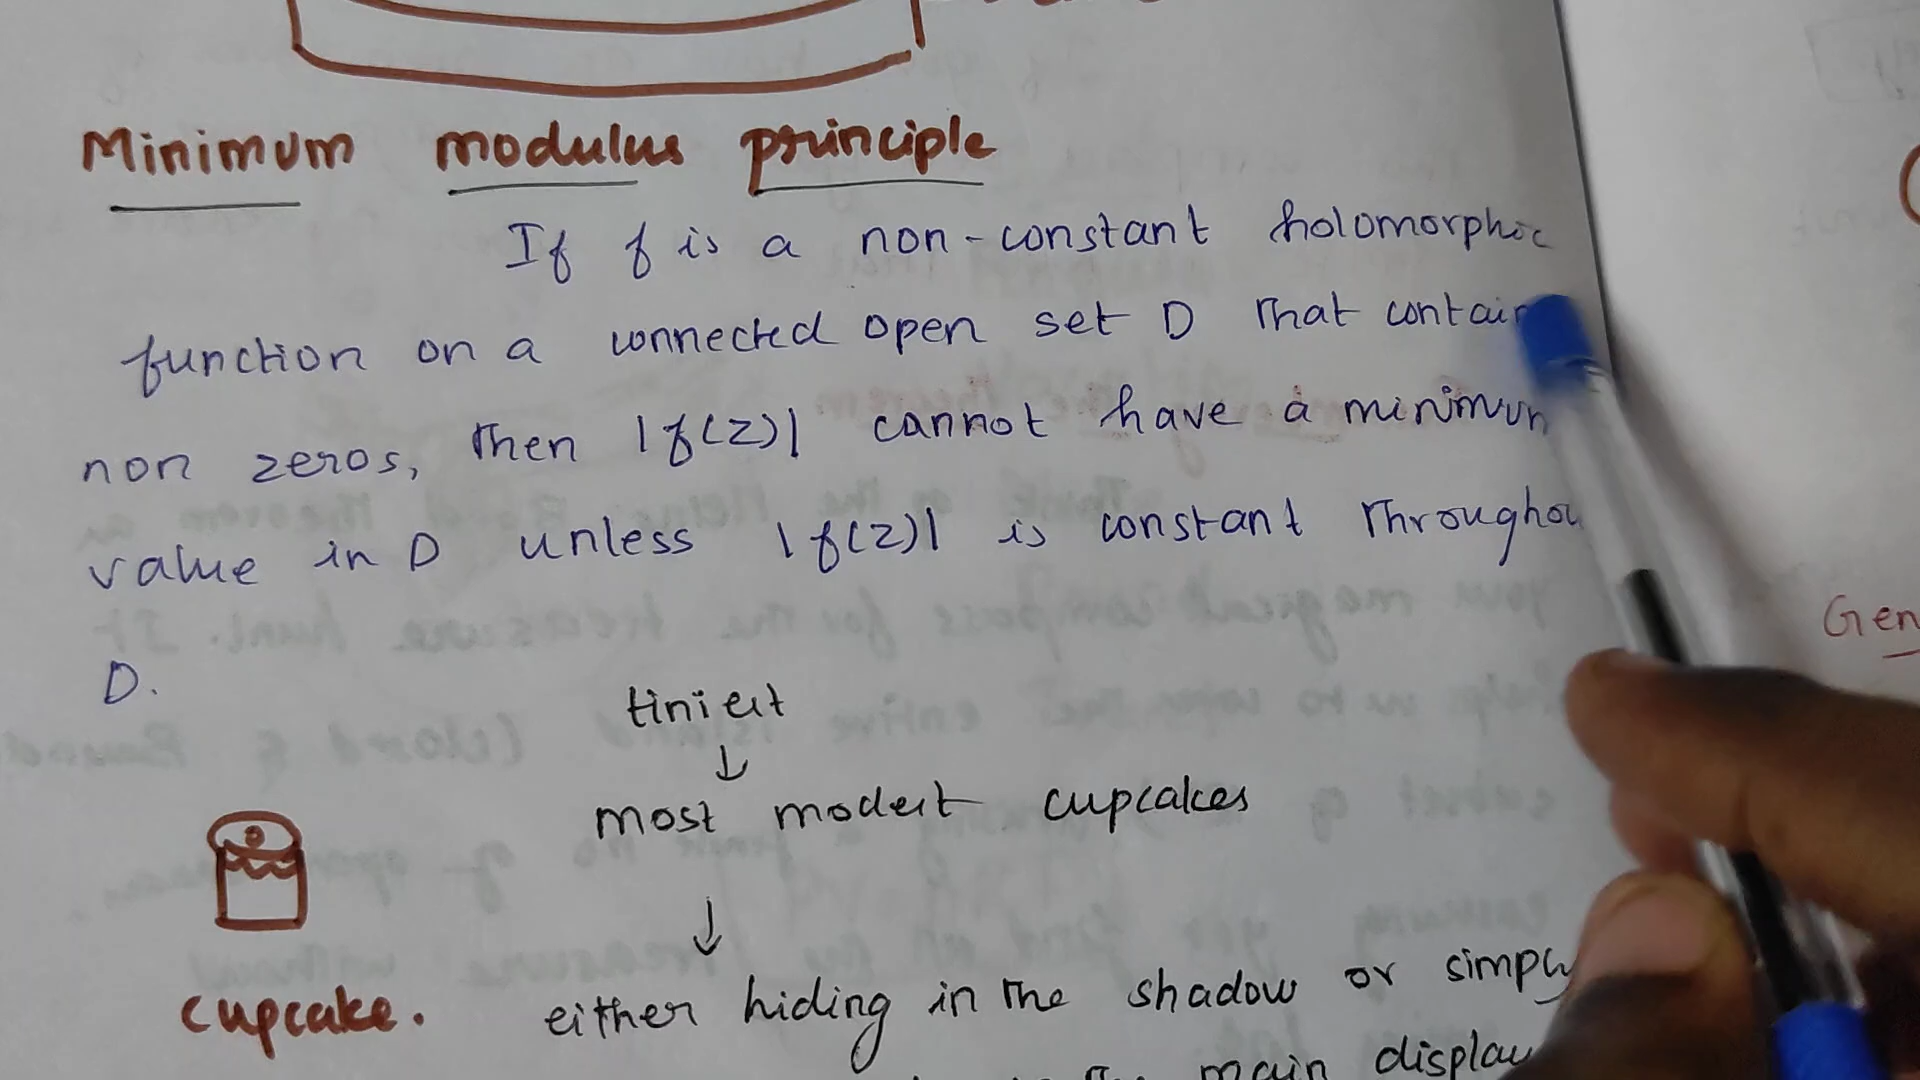 Minimum modulus principle
If f is a non-constant holomorphic
function on a connected open set D that contain
non zeros, then |f(z)| cannot have a minimum
value in D unless |f(z)| is constant throughou
D.
tiniest
↓
most modest cupcakes
↓
cupcake. either hiding in the shadow or simply
main display
Gen